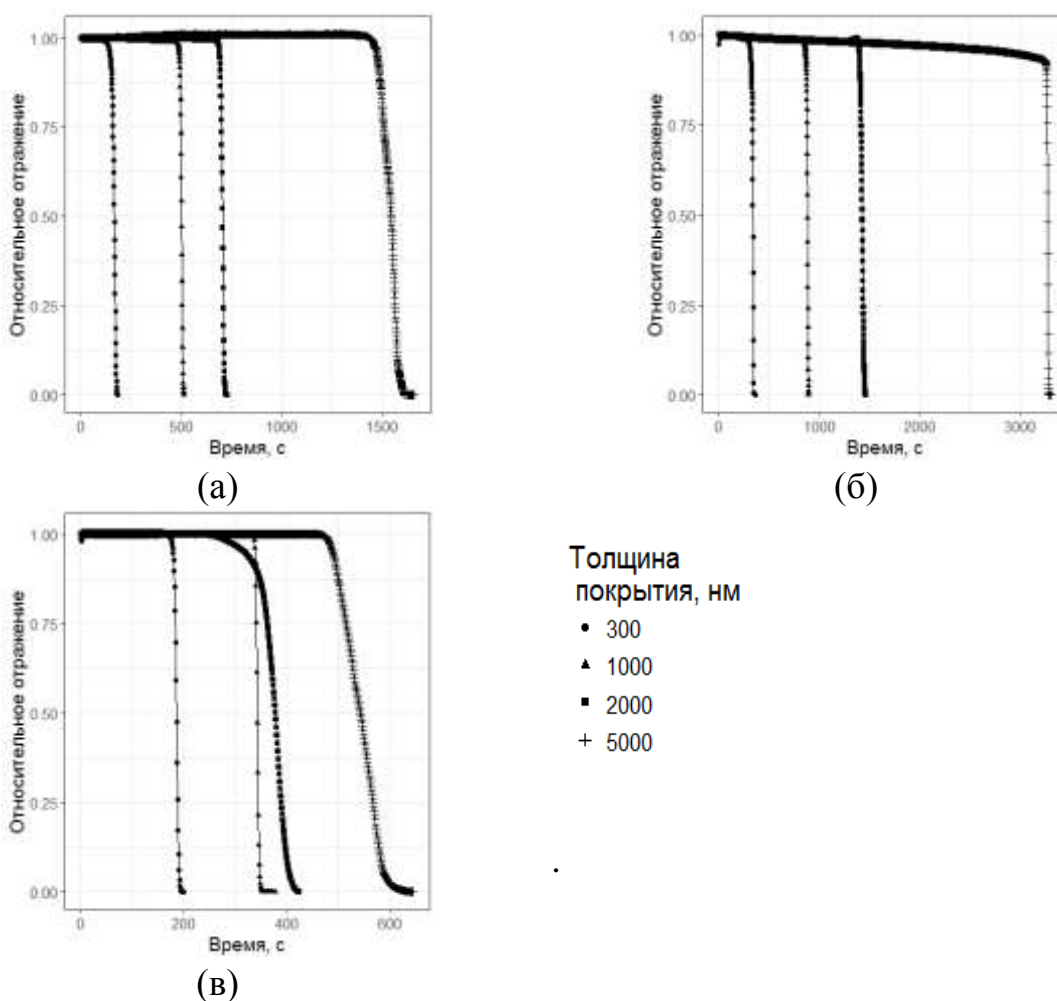 Относительное отражение
1.00
0.75
0.50
0.25
0.00
0
500
1000
1500
Время, с
(а)
Относительное отражение
1.00
0.75
0.50
0.25
0.00
0
1000
2000
3000
Время, с
(б)
Относительное отражение
1.00
0.75
0.50
0.25
0.00
0
200
400
600
Время, с
(в)
Толщина
покрытия, нм
300
1000
2000
5000
.